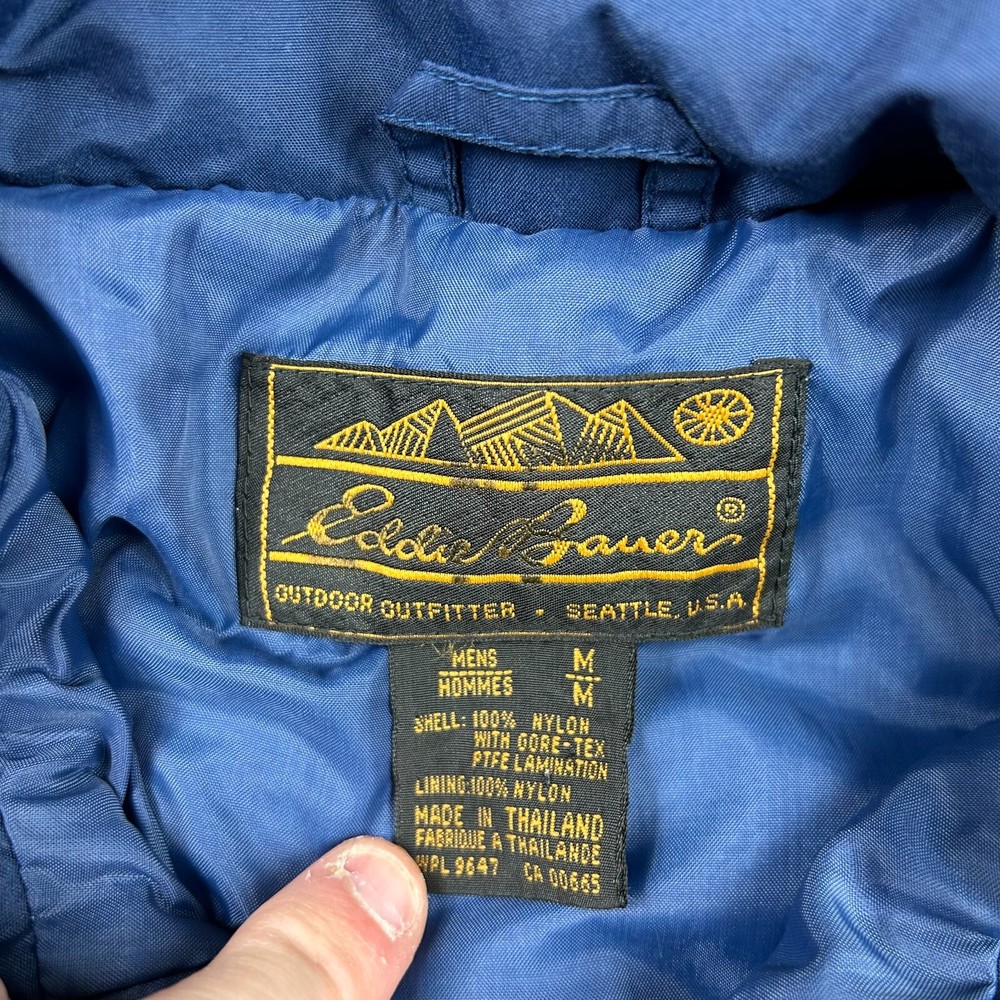 Eddie Bauer ®
OUTDOOR OUTFITTER · SEATTLE, U.S.A.
MENS M
HOMMES M
SHELL: 100% NYLON
WITH GORE-TEX
PTFE LAMINATION
LINING:100% NYLON
MADE IN THAILAND
FABRIQUE A THAILANDE
WPL 9647 CA 00665